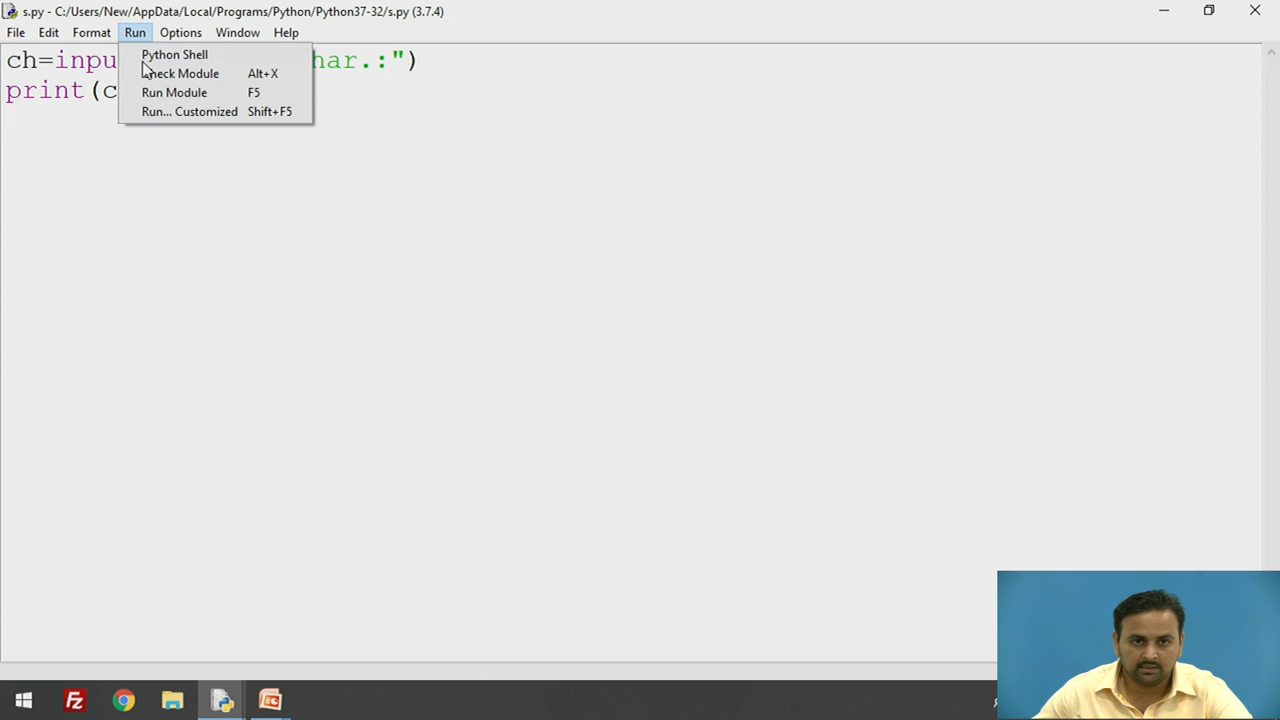 s.py - C:/Users/New/AppData/Local/Programs/Python/Python37-32/s.py (3.7.4)
File Edit Format Run Options Window Help
ch=inpu har.:")
print(c
Python Shell
Check Module Alt+X
Run Module F5
Run... Customized Shift+F5